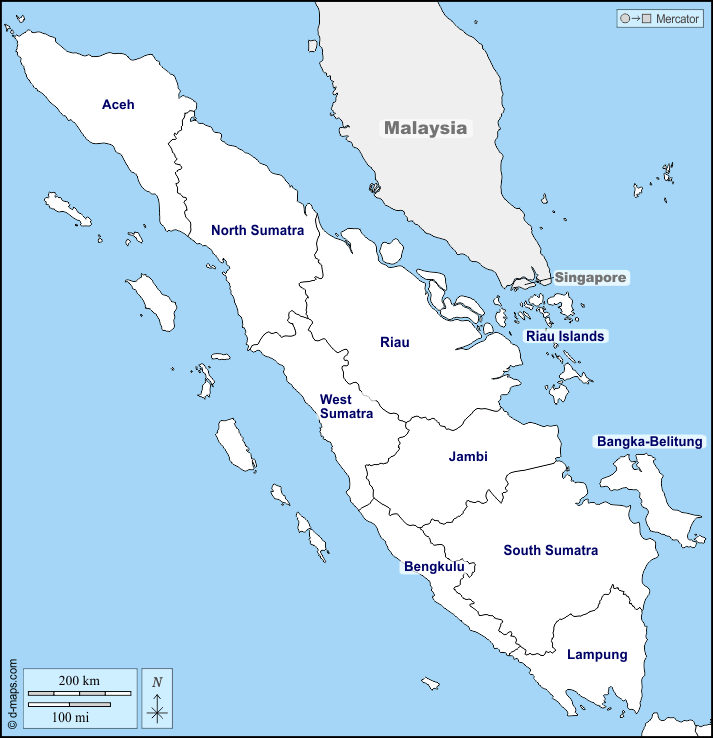 Mercator
Aceh
Malaysia
North Sumatra
Singapore
Riau Islands
Riau
West
Sumatra
Bangka-Belitung
Jambi
South Sumatra
Bengkulu
Lampung
200 km
100 mi
N
© d-maps.com